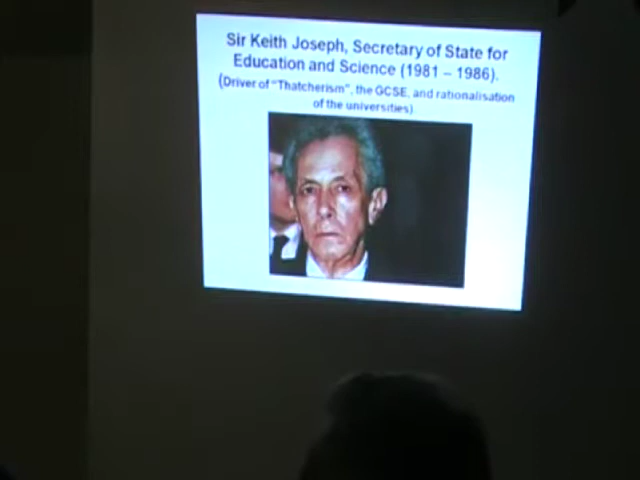 Sir Keith Joseph, Secretary of State for
Education and Science (1981 – 1986).
(Driver of "Thatcherism", the GCSE, and rationalisation
of the universities)